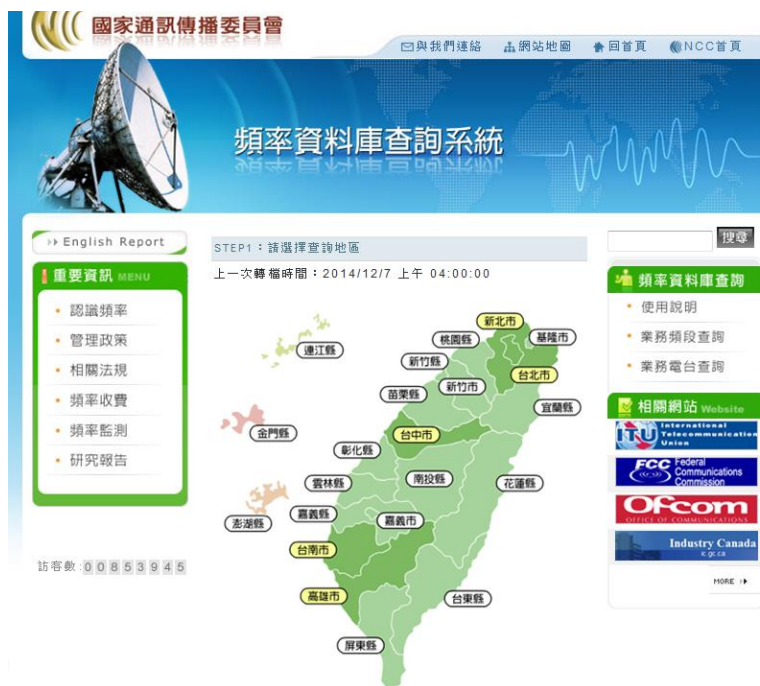 國家通訊傳播委員會
與我們連絡 網站地圖 回首頁 NCC首頁
頻率資料庫查詢系統
English Report
重要資訊 MENU
認識頻率
管理政策
相關法規
頻率收費
頻率監測
研究報告
訪客數:00853945
STEP1：請選擇查詢地區
上一次轉檔時間：2014/12/7 上午 04:00:00
新北市
桃園縣
基隆市
連江縣
新竹縣
台北市
苗栗縣
新竹市
宜蘭縣
金門縣
台中市
彰化縣
雲林縣
南投縣
花蓮縣
澎湖縣
嘉義縣
嘉義市
台南市
高雄市
台東縣
屏東縣
搜尋
頻率資料庫查詢
使用說明
業務頻段查詢
業務電台查詢
相關網站 Website
ITU
International
Telecommunication
Union
FCC
Federal
Communications
Commission
Ofcom
OFFICE OF COMMUNICATIONS
Industry Canada
ic.gc.ca
MORE